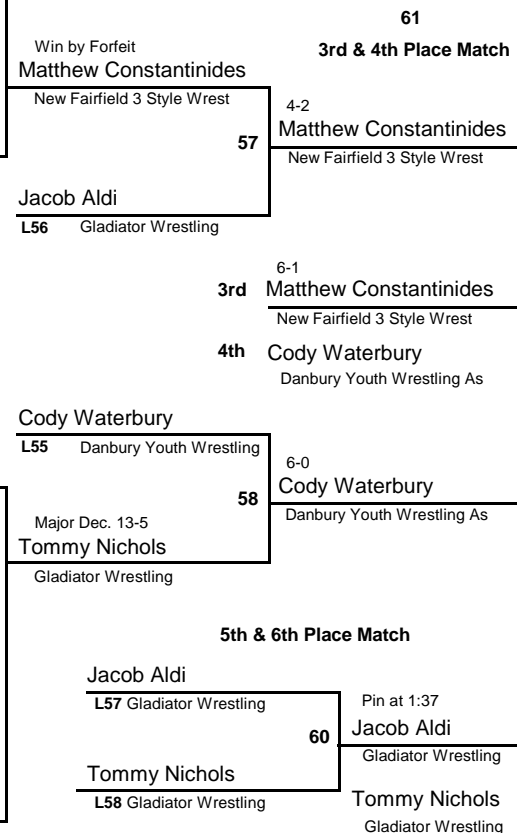 61
3rd & 4th Place Match
Win by Forfeit
Matthew Constantinides
New Fairfield 3 Style Wrest
57
4-2
Matthew Constantinides
New Fairfield 3 Style Wrest
Jacob Aldi
L56 Gladiator Wrestling
6-1
3rd Matthew Constantinides
New Fairfield 3 Style Wrest
4th Cody Waterbury
Danbury Youth Wrestling As
Cody Waterbury
L55 Danbury Youth Wrestling
58
6-0
Cody Waterbury
Danbury Youth Wrestling As
Major Dec. 13-5
Tommy Nichols
Gladiator Wrestling
5th & 6th Place Match
Jacob Aldi
L57 Gladiator Wrestling
60
Pin at 1:37
Jacob Aldi
Gladiator Wrestling
Tommy Nichols
L58 Gladiator Wrestling
Tommy Nichols
Gladiator Wrestling